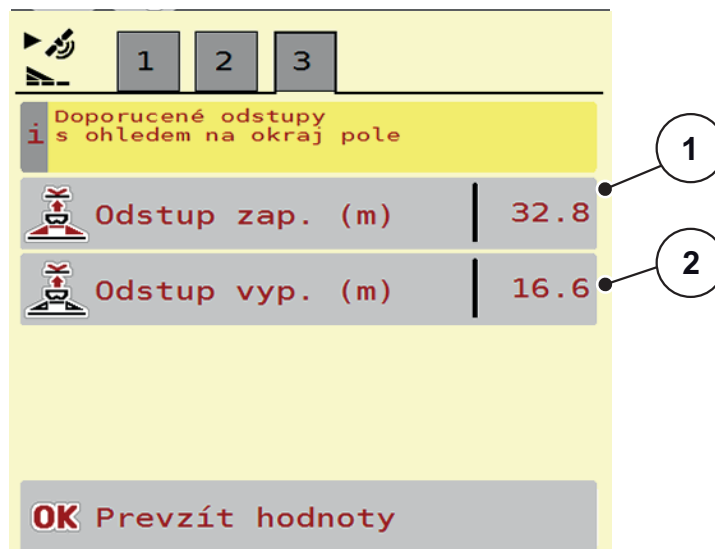 1 2 3
i Doporucené odstupy
s ohledem na okraj pole
Odstup zap. (m) 32.8
Odstup vyp. (m) 16.6
OK Prevzít hodnoty
1
2